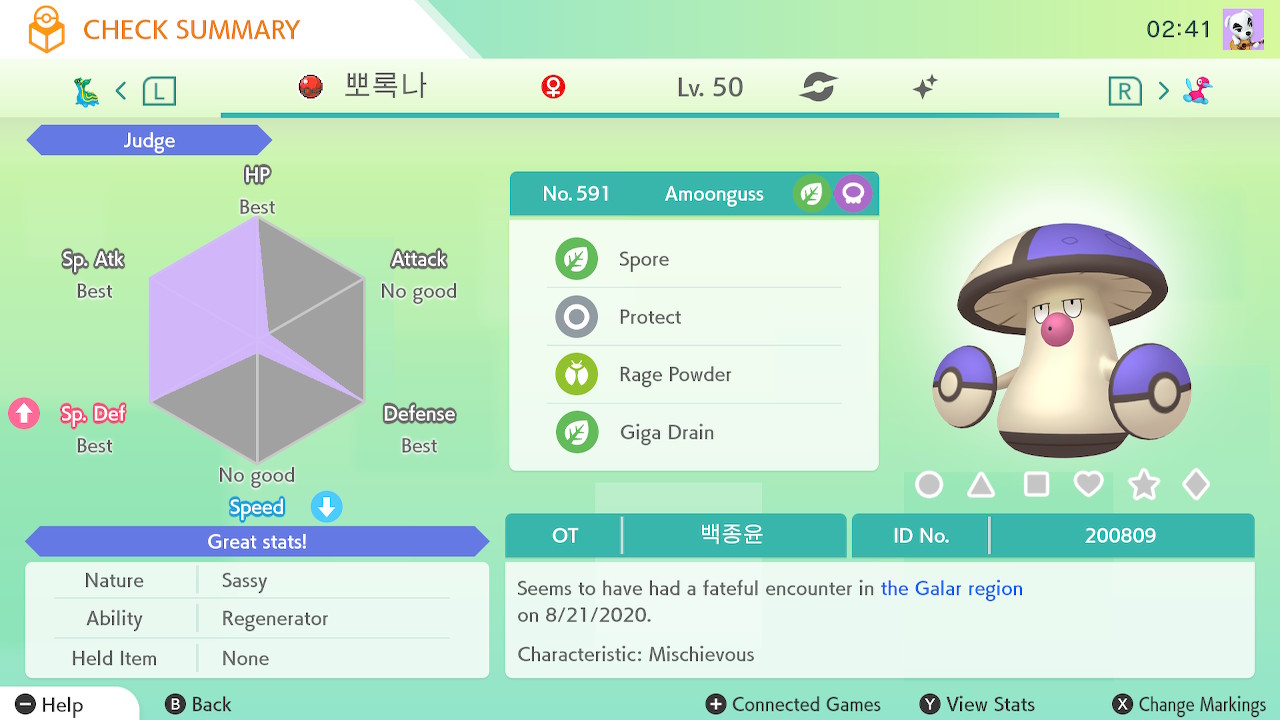 CHECK SUMMARY
02:41
L
뽀록나
Lv. 50
R
Judge
HP
Best
Sp. Atk
Best
Attack
No good
Sp. Def
Best
Defense
Best
No good
Speed
Great stats!
Nature Sassy
Ability Regenerator
Held Item None
No. 591 Amoonguss
Spore
Protect
Rage Powder
Giga Drain
OT 백종윤 ID No. 200809
Seems to have had a fateful encounter in the Galar region
on 8/21/2020.
Characteristic: Mischievous
Help
B Back
Connected Games
Y View Stats
X Change Markings